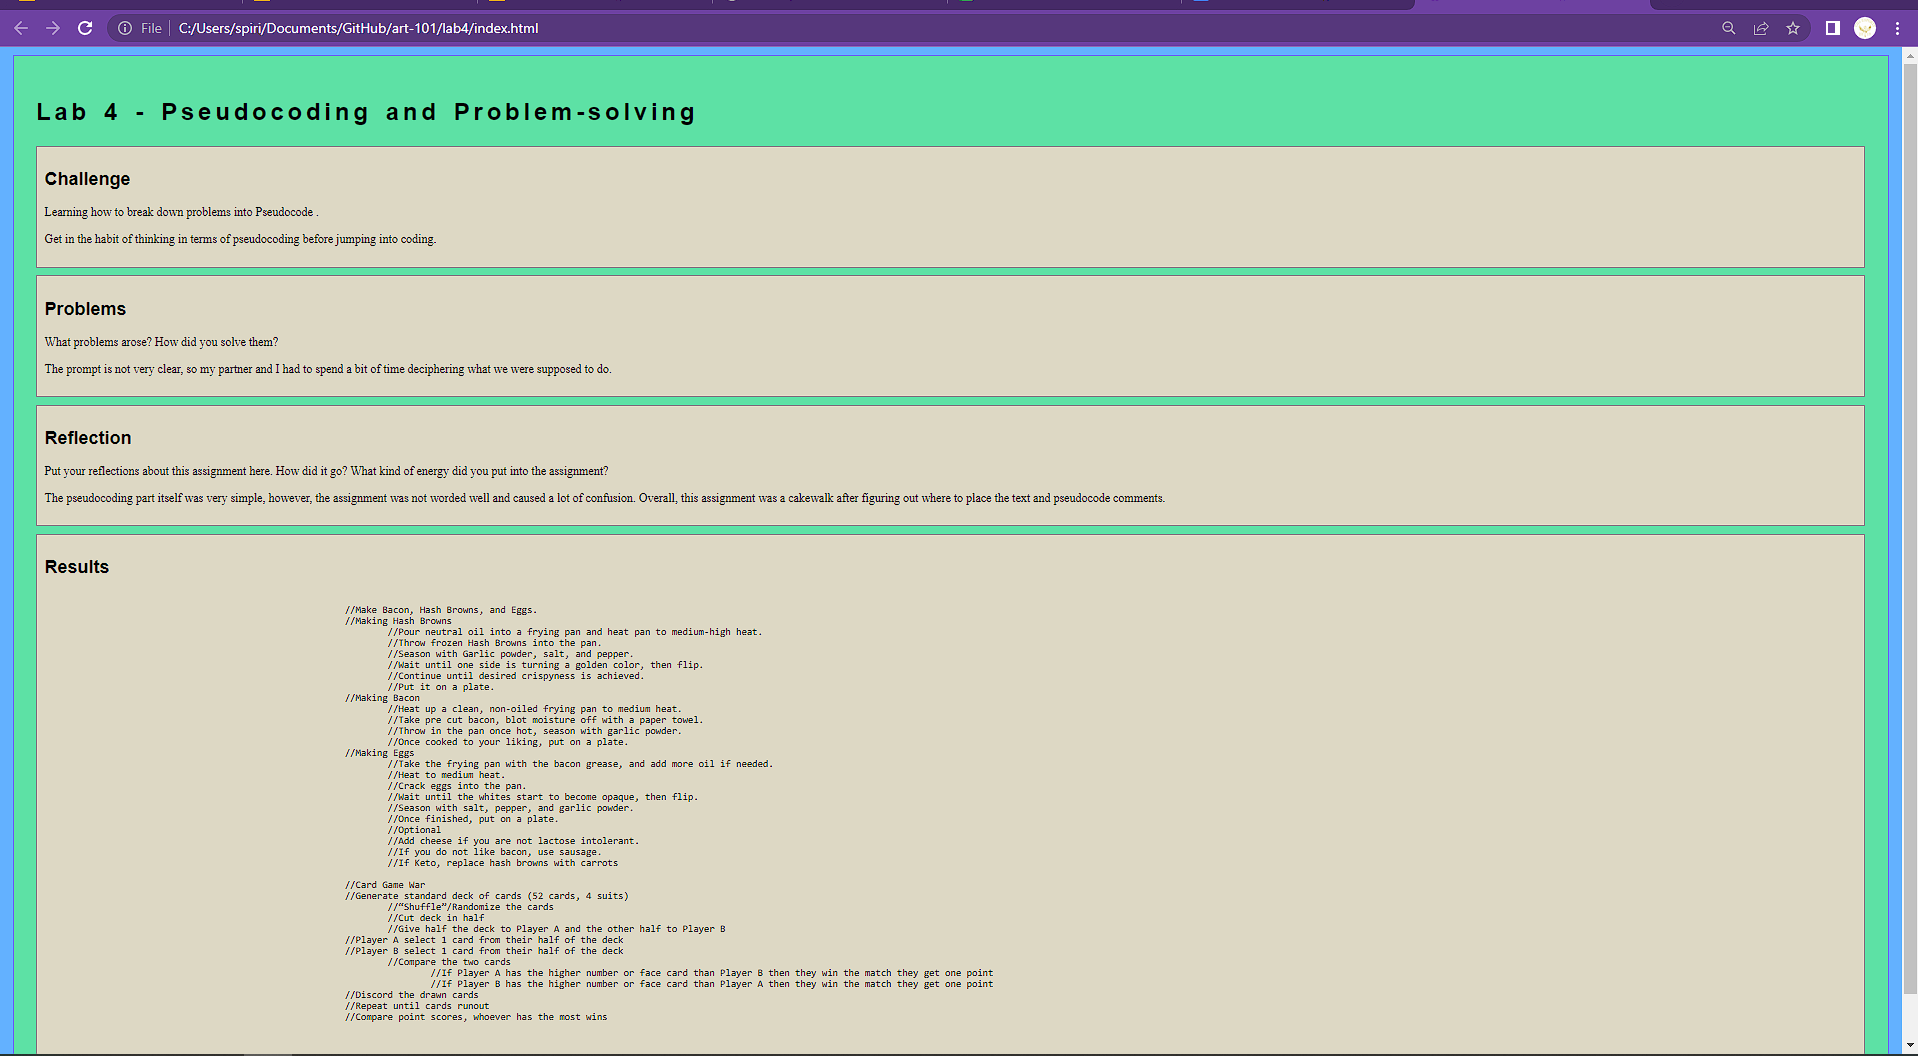 File
C:/Users/spiri/Documents/GitHub/art-101/lab4/index.html
Lab 4 - Pseudocoding and Problem-solving
Challenge
Learning how to break down problems into Pseudocode .
Get in the habit of thinking in terms of pseudocoding before jumping into coding.
Problems
What problems arose? How did you solve them?
The prompt is not very clear, so my partner and I had to spend a bit of time deciphering what we were supposed to do.
Reflection
Put your reflections about this assignment here. How did it go? What kind of energy did you put into the assignment?
The pseudocoding part itself was very simple, however, the assignment was not worded well and caused a lot of confusion. Overall, this assignment was a cakewalk after figuring out where to place the text and pseudocode comments.
Results
//Make Bacon, Hash Browns, and Eggs.
//Making Hash Browns
//Pour neutral oil into a frying pan and heat pan to medium-high heat.
//Throw frozen Hash Browns into the pan.
//Season with Garlic powder, salt, and pepper.
//Wait until one side is turning a golden color, then flip.
//Continue until desired crispyness is achieved.
//Put it on a plate.
//Making Bacon
//Heat up a clean, non-oiled frying pan to medium heat.
//Take pre cut bacon, blot moisture off with a paper towel.
//Throw in the pan once hot, season with garlic powder.
//Once cooked to your liking, put on a plate.
//Making Eggs
//Take the frying pan with the bacon grease, and add more oil if needed.
//Heat to medium heat.
//Crack eggs into the pan.
//Wait until the whites start to become opaque, then flip.
//Season with salt, pepper, and garlic powder.
//Once finished, put on a plate.
//Optional
//Add cheese if you are not lactose intolerant.
//If you do not like bacon, use sausage.
//If Keto, replace hash browns with carrots
//Card Game War
//Generate standard deck of cards (52 cards, 4 suits)
//“Shuffle”/Randomize the cards
//Cut deck in half
//Give half the deck to Player A and the other half to Player B
//Player A select 1 card from their half of the deck
//Player B select 1 card from their half of the deck
//Compare the two cards
//If Player A has the higher number or face card than Player B then they win the match they get one point
//If Player B has the higher number or face card than Player A then they win the match they get one point
//Discord the drawn cards
//Repeat until cards runout
//Compare point scores, whoever has the most wins